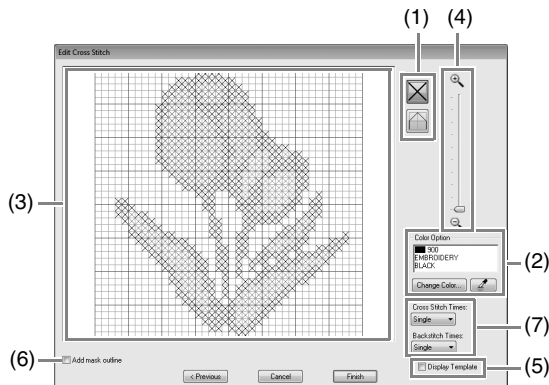 (1)
(4)
Edit Cross Stitch
(3)
Color Option
900
EMBROIDERY
BLACK
Change Color...
(2)
Cross Stitch Times:
Single
Backstitch Times:
Single
(7)
(6)
Add mask outline
Display Template
(5)
< Previous
Cancel
Finish